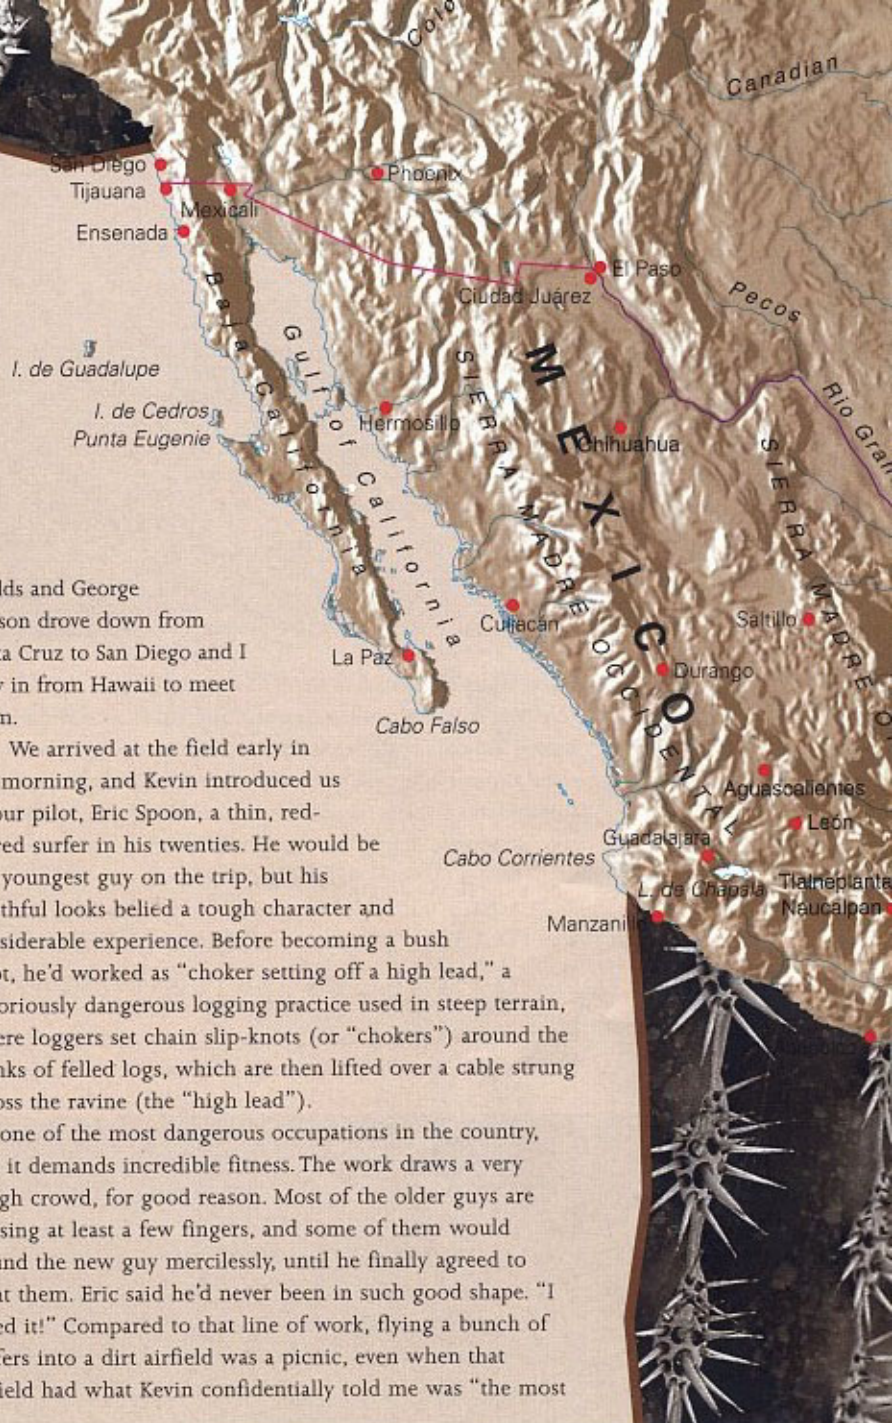 Colo
Canadian
San Diego
Phoenix
Tijauana
Mexicali
Ensenada
El Paso
Ciudad Juárez
Pecos
Baja California
Gulf of California
I. de Guadalupe
I. de Cedros
Punta Eugenie
Hermosillo
SIERRA MADRE OCCIDENTAL
MEXICO
Chihuahua
Rio Gran
SIERRA MADRE O
Culiacán
Saltillo
La Paz
Durango
Cabo Falso
Aguascalientes
León
Guadalajara
Cabo Corrientes
L. de Chapala
Tlalneplanta
Naucalpan
Manzanillo
lds and George
son drove down from
a Cruz to San Diego and I
w in from Hawaii to meet
m.
We arrived at the field early in
morning, and Kevin introduced us
our pilot, Eric Spoon, a thin, red-
red surfer in his twenties. He would be
youngest guy on the trip, but his
thful looks belied a tough character and
siderable experience. Before becoming a bush
ot, he'd worked as “choker setting off a high lead,” a
oriously dangerous logging practice used in steep terrain,
ere loggers set chain slip-knots (or “chokers”) around the
nks of felled logs, which are then lifted over a cable strung
oss the ravine (the “high lead”).
one of the most dangerous occupations in the country,
it demands incredible fitness. The work draws a very
gh crowd, for good reason. Most of the older guys are
sing at least a few fingers, and some of them would
und the new guy mercilessly, until he finally agreed to
ht them. Eric said he'd never been in such good shape. “I
ed it!” Compared to that line of work, flying a bunch of
fers into a dirt airfield was a picnic, even when that
ield had what Kevin confidentially told me was “the most